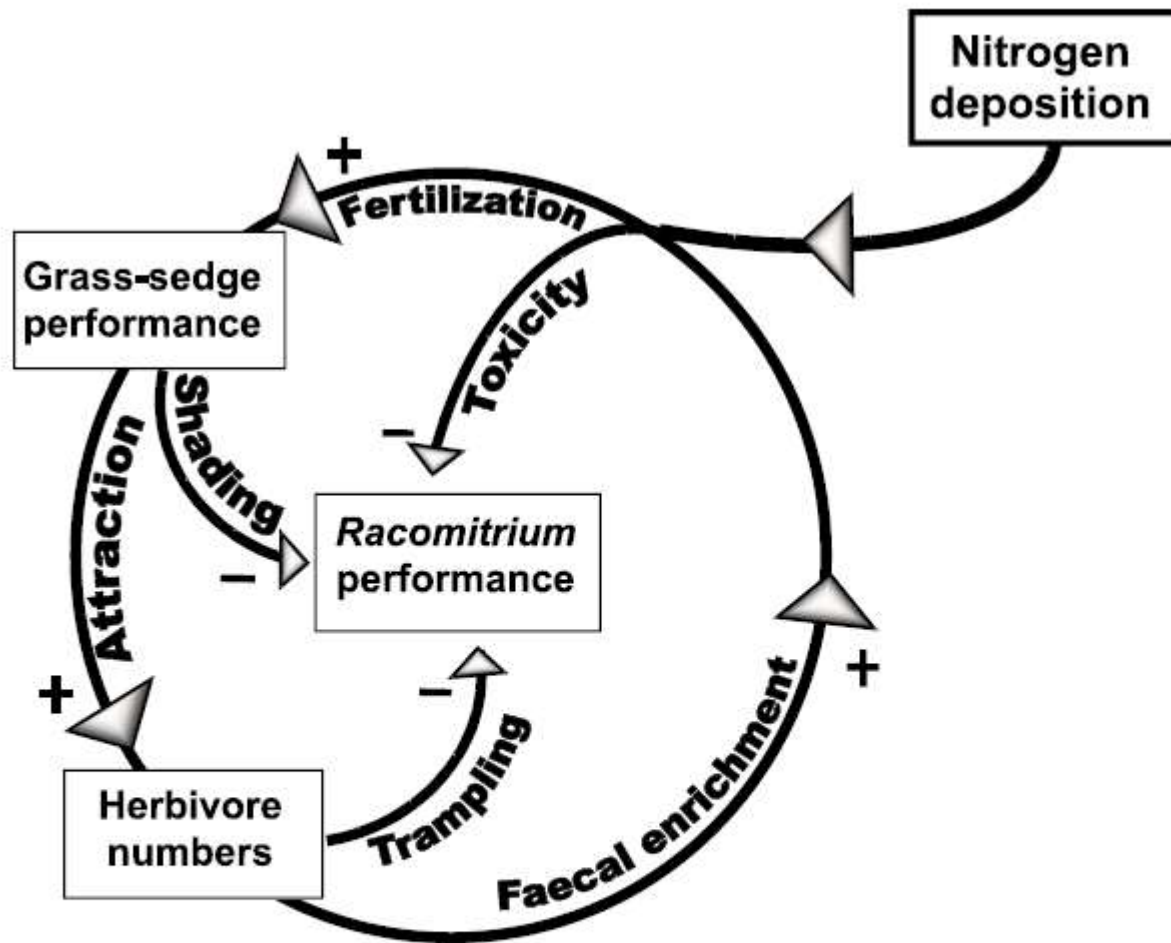 Nitrogen
deposition
+
Fertilization
Grass-sedge
performance
Toxicity
Shading
−
Attraction
Racomitrium
performance
−
+
−
+
Herbivore
numbers
Trampling
Faecal enrichment